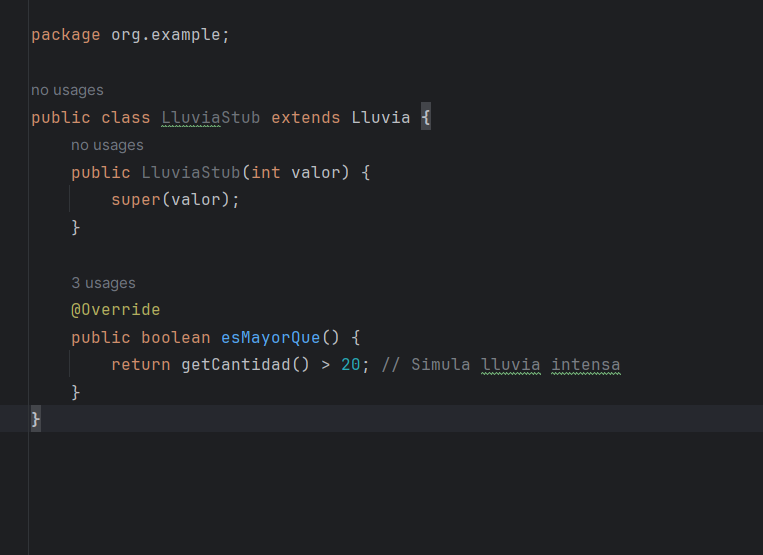 package org.example;
no usages
public class LluviaStub extends Lluvia {
no usages
public LluviaStub(int valor) {
super(valor);
}
3 usages
@Override
public boolean esMayorQue() {
return getCantidad() > 20; // Simula lluvia intensa
}
}